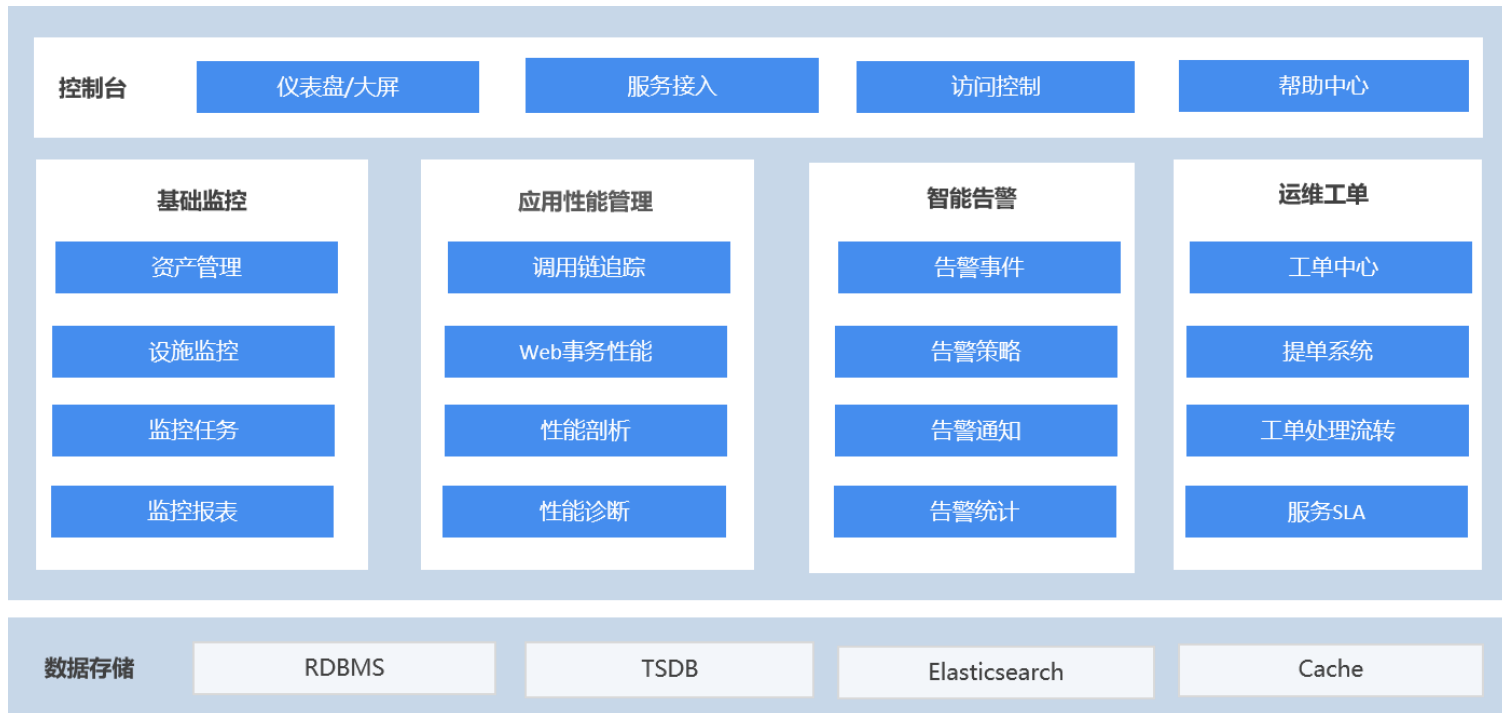 控制台
仪表盘/大屏
服务接入
访问控制
帮助中心
基础监控
资产管理
设施监控
监控任务
监控报表
应用性能管理
调用链追踪
Web事务性能
性能剖析
性能诊断
智能告警
告警事件
告警策略
告警通知
告警统计
运维工单
工单中心
提单系统
工单处理流转
服务SLA
数据存储
RDBMS
TSDB
Elasticsearch
Cache